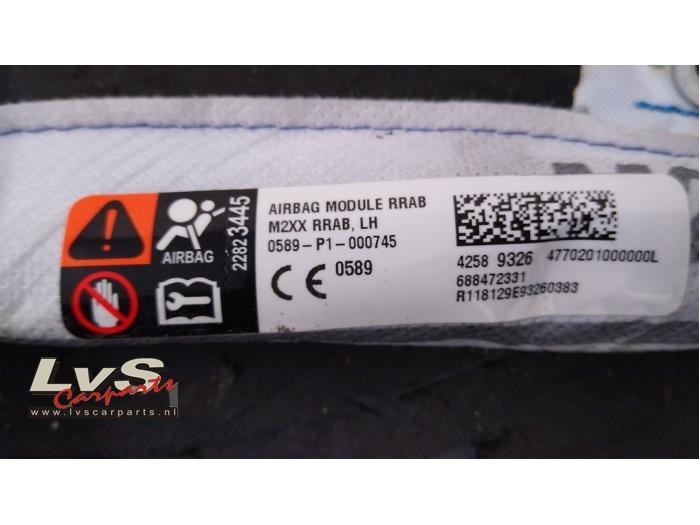 AIRBAG
2282 3445
AIRBAG MODULE RRAB
M2XX RRAB, LH
0589-P1-000745
CE 0589
4258 9326 4770201000000L
688472331
R118129E93260383
LvS
Carparts
www.lvscarparts.nl